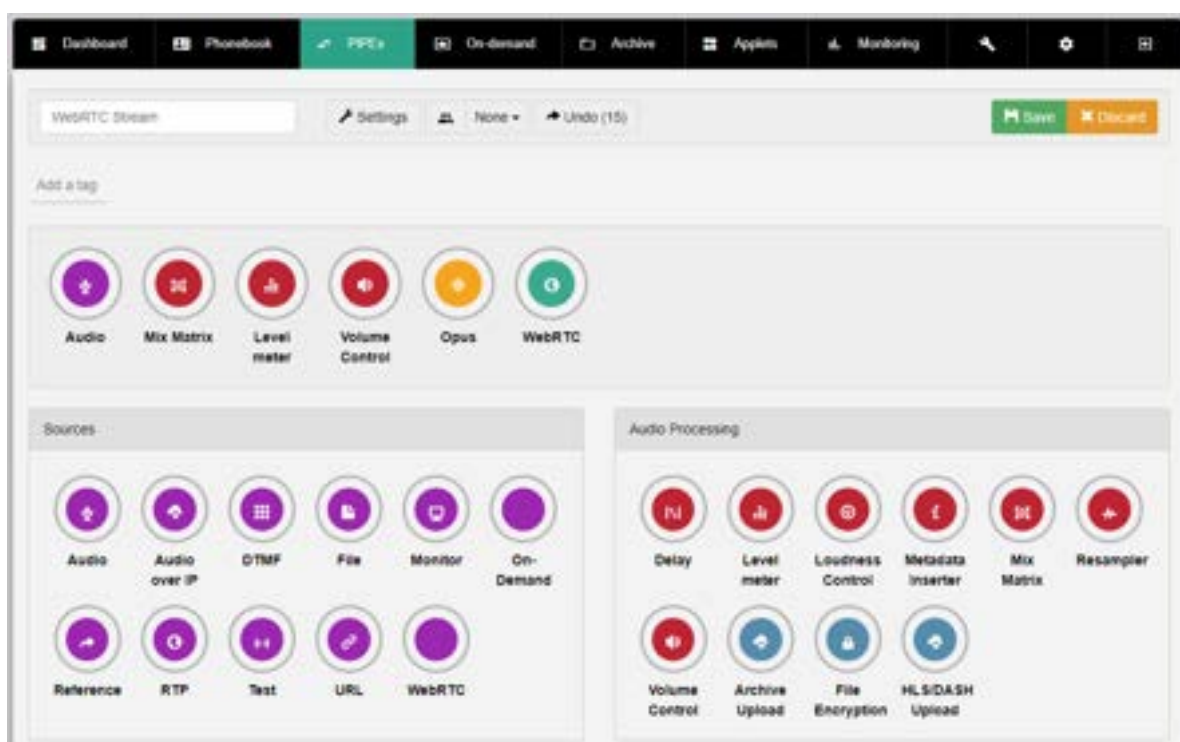 Dashboard Phonebook PIPEs On-demand Archive Applets Monitoring
WebRTC Stream Settings None Undo (15) Save Discard
Add a tag
Audio Mix Matrix Level meter Volume Control Opus WebRTC
Sources
Audio Audio over IP DTMF File Monitor On-Demand
Reference RTP Test URL WebRTC
Audio Processing
Delay Level meter Loudness Control Metadata Inserter Mix Matrix Resampler
Volume Control Archive Upload File Encryption HLS/DASH Upload